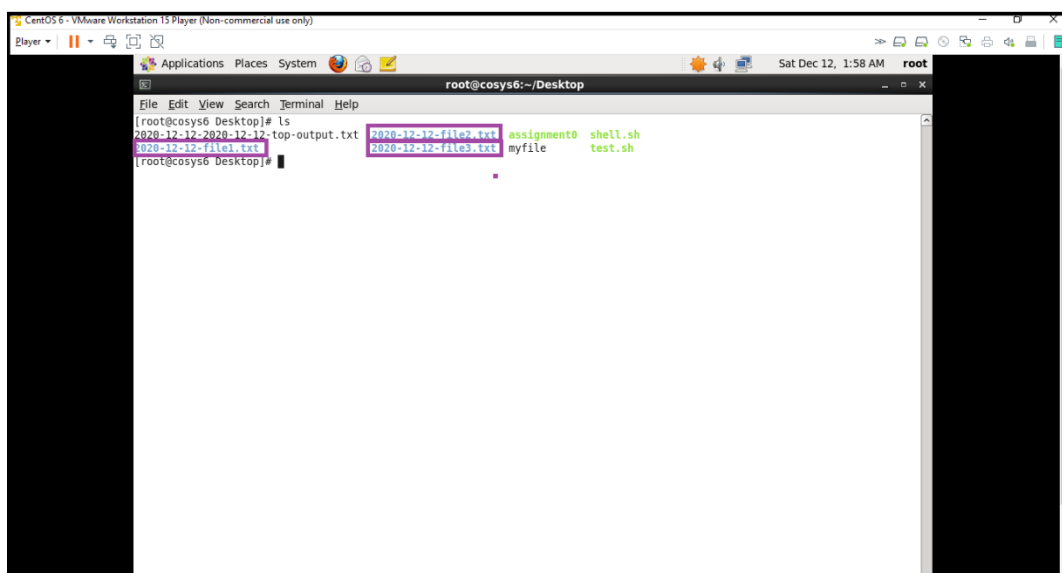 CentOS 6 - VMware Workstation 15 Player (Non-commercial use only)
Player
Applications Places System Sat Dec 12, 1:58 AM root
root@cosys6:~/Desktop
File Edit View Search Terminal Help
[root@cosys6 Desktop]# ls
2020-12-12-2020-12-12-top-output.txt 2020-12-12-file2.txt assignment0 shell.sh
2020-12-12-file1.txt 2020-12-12-file3.txt myfile test.sh
[root@cosys6 Desktop]#